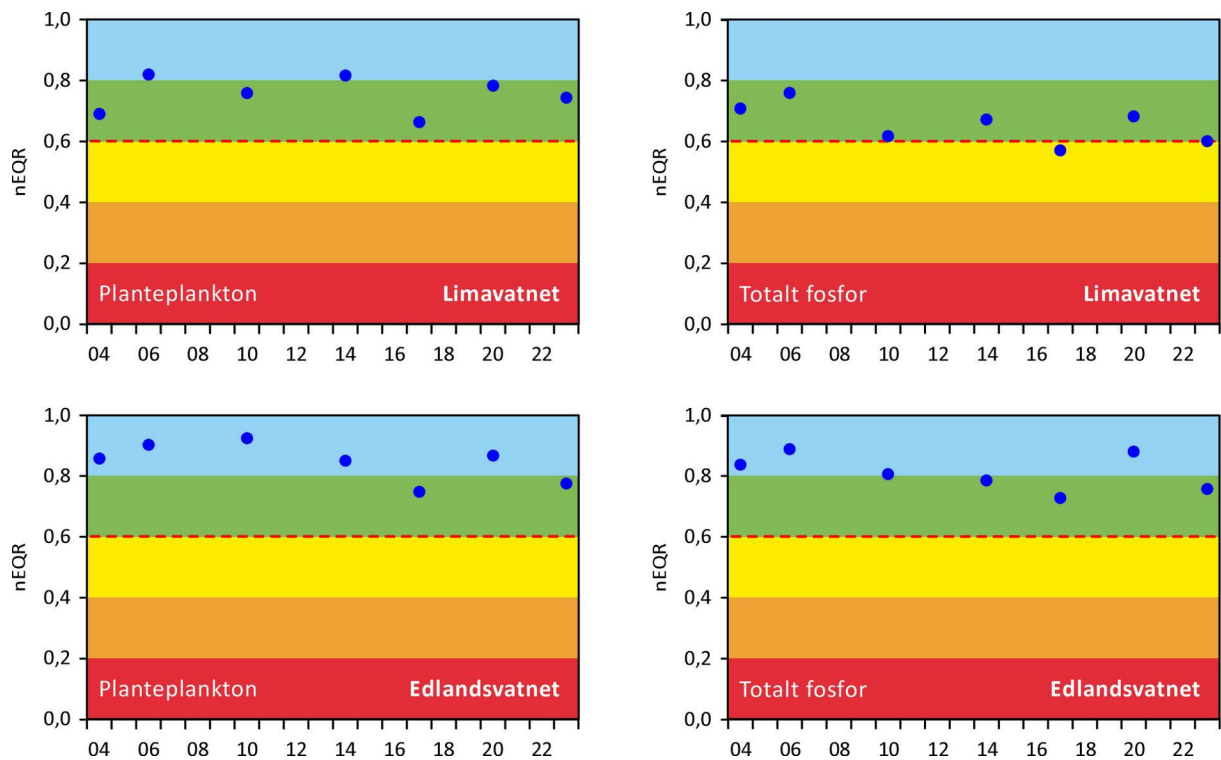 1,0
0,8
0,6
0,4
0,2
0,0
nEQR
Planteplankton Limavatnet
04 06 08 10 12 14 16 18 20 22
1,0
0,8
0,6
0,4
0,2
0,0
nEQR
Totalt fosfor Limavatnet
04 06 08 10 12 14 16 18 20 22
1,0
0,8
0,6
0,4
0,2
0,0
nEQR
Planteplankton Edlandsvatnet
04 06 08 10 12 14 16 18 20 22
1,0
0,8
0,6
0,4
0,2
0,0
nEQR
Totalt fosfor Edlandsvatnet
04 06 08 10 12 14 16 18 20 22